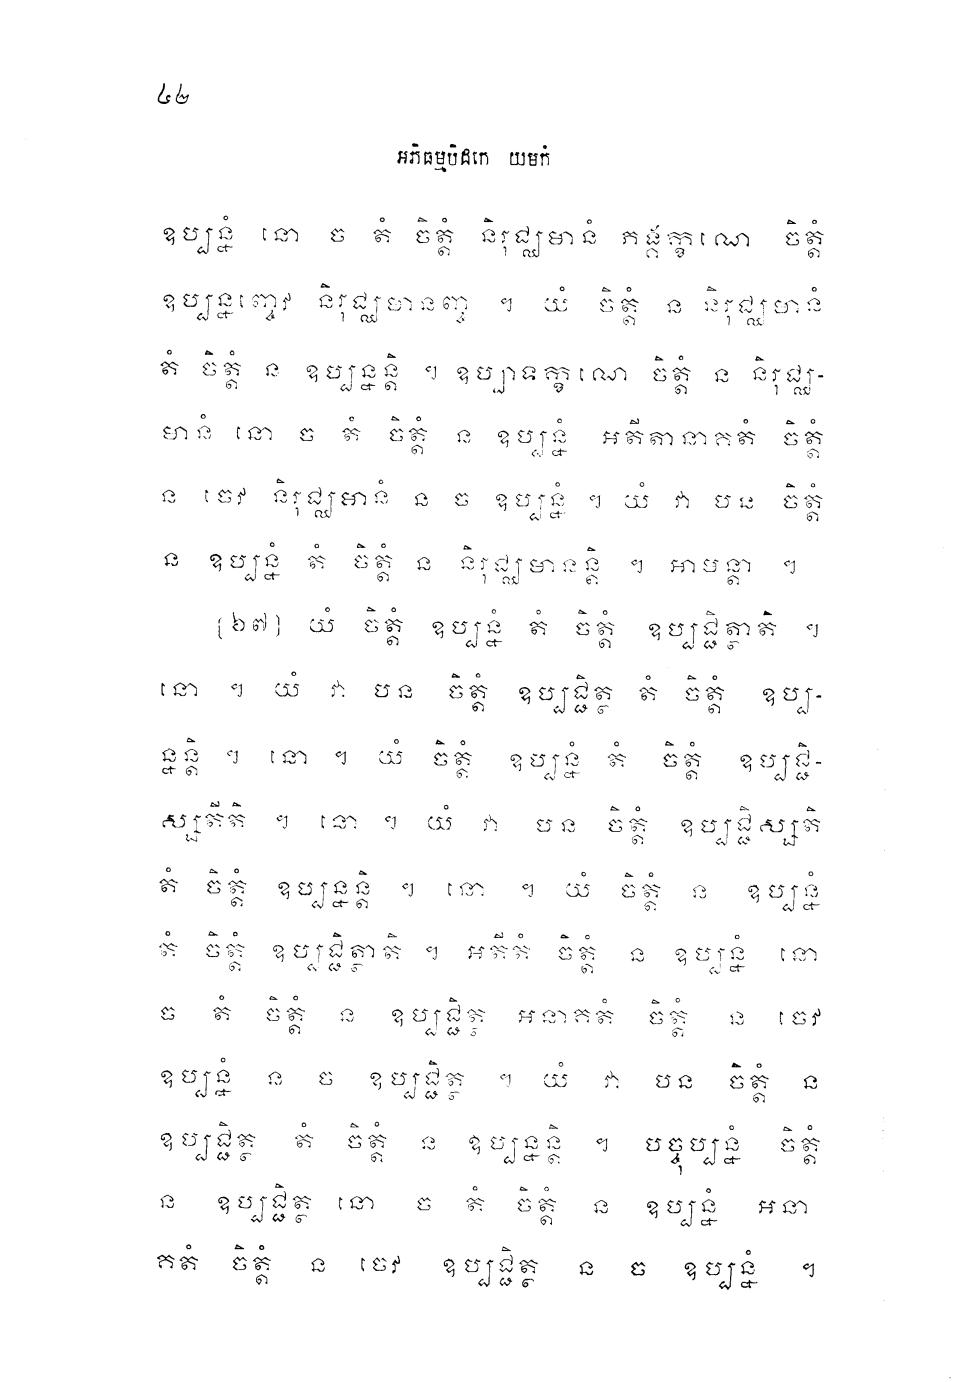 ៤២
អភិធម្មបិដកេ យមកំ
ឧប្បន្នំ នោ ច តំ ចិត្តំ និរុជ្ឈមានំ ភង្គក្ខណេ ចិត្តំ
ឧប្បន្នញ្ចេវ និរុជ្ឈមានញ្ច ។ យំ ចិត្តំ ន និរុជ្ឈមានំ
តំ ចិត្តំ ន ឧប្បន្នន្តិ ។ ឧប្បាទក្ខណេ ចិត្តំ ន និរុជ្ឈ-
មានំ នោ ច តំ ចិត្តំ ន ឧប្បន្នំ អតីតានាគតំ ចិត្តំ
ន ចេវ និរុជ្ឈមានំ ន ច ឧប្បន្នំ ។ យំ វា បន ចិត្តំ
ន ឧប្បន្នំ តំ ចិត្តំ ន និរុជ្ឈមានន្តិ ។ អាមន្តា ។
[២៧] យំ ចិត្តំ ឧប្បន្នំ តំ ចិត្តំ ឧប្បជ្ជិត្ថាតិ ។
នោ ។ យំ វា បន ចិត្តំ ឧប្បជ្ជិត្ថ តំ ចិត្តំ ឧប្ប-
ន្នន្តិ ។ នោ ។ យំ ចិត្តំ ឧប្បន្នំ តំ ចិត្តំ ឧប្បជ្ជិ-
ស្សតីតិ ។ នោ ។ យំ វា បន ចិត្តំ ឧប្បជ្ជិស្សតិ
តំ ចិត្តំ ឧប្បន្នន្តិ ។ នោ ។ យំ ចិត្តំ ន ឧប្បន្នំ
តំ ចិត្តំ ឧប្បជ្ជិត្ថាតិ ។ អតីតំ ចិត្តំ ន ឧប្បន្នំ នោ
ច តំ ចិត្តំ ន ឧប្បជ្ជិត្ថ អនាគតំ ចិត្តំ ន ចេវ
ឧប្បន្នំ ន ច ឧប្បជ្ជិត្ថ ។ យំ វា បន ចិត្តំ ន
ឧប្បជ្ជិត្ថ តំ ចិត្តំ ន ឧប្បន្នន្តិ ។ បច្ចុប្បន្នំ ចិត្តំ
ន ឧប្បជ្ជិត្ថ នោ ច តំ ចិត្តំ ន ឧប្បន្នំ អនា
គតំ ចិត្តំ ន ចេវ ឧប្បជ្ជិត្ថ ន ច ឧប្បន្នំ ។